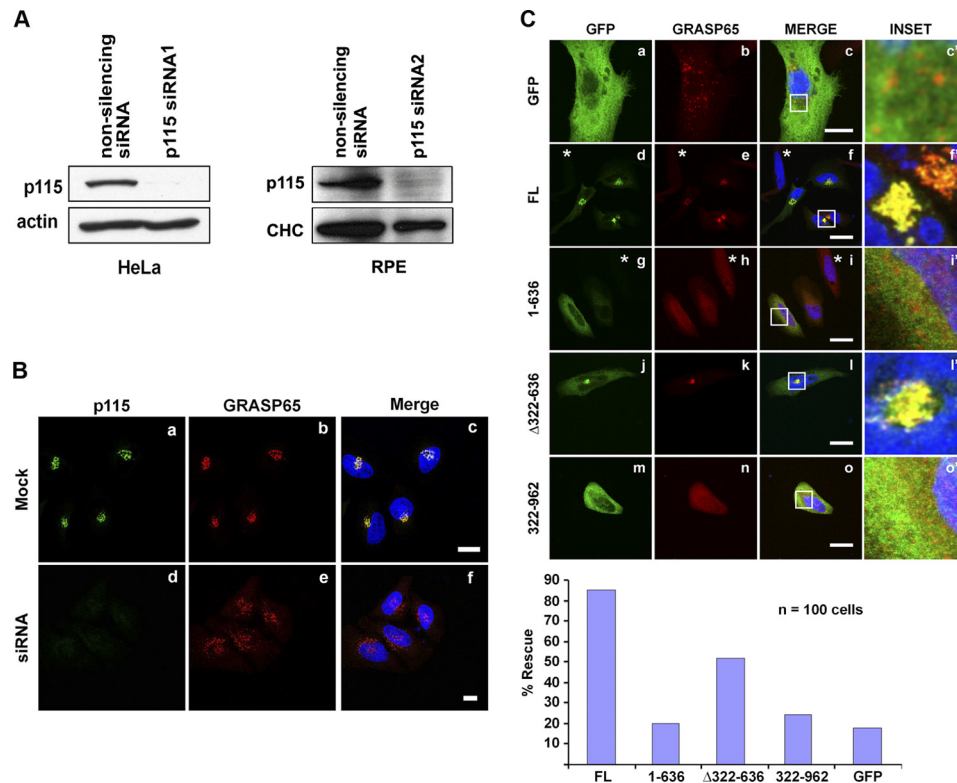 A
non-silencing
siRNA
p115 siRNA1
p115
actin
HeLa
non-silencing
siRNA
p115 siRNA2
p115
CHC
RPE
B
p115
GRASP65
Merge
Mock
a
b
c
siRNA
d
e
f
C
GFP
GRASP65
MERGE
INSET
GFP
a
b
c
c'
FL
* d
* e
* f
f'
1-636
* g
* h
* i
i'
Δ322-636
j
k
l
l'
322-962
m
n
o
o'
% Rescue
90
80
70
60
50
40
30
20
10
n = 100 cells
FL
1-636
Δ322-636
322-962
GFP